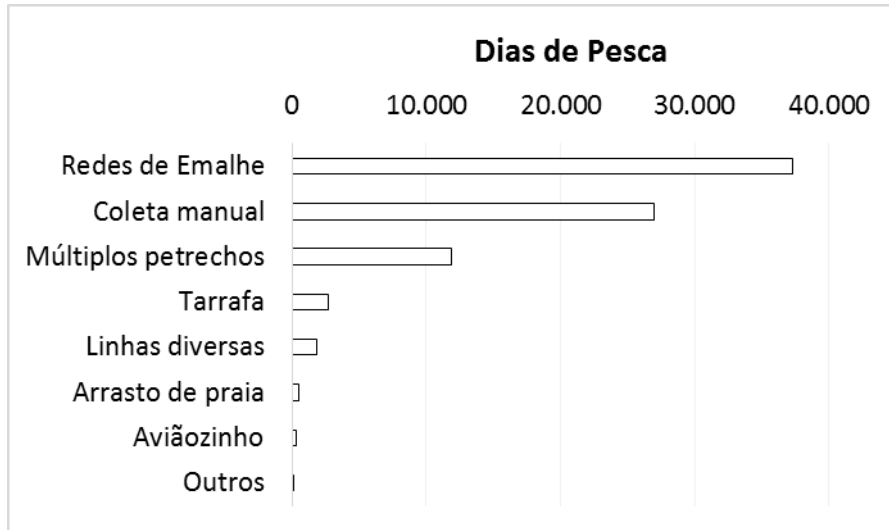 Dias de Pesca
0 10.000 20.000 30.000 40.000
Redes de Emalhe
Coleta manual
Múltiplos petrechos
Tarrafa
Linhas diversas
Arrasto de praia
Aviãozinho
Outros